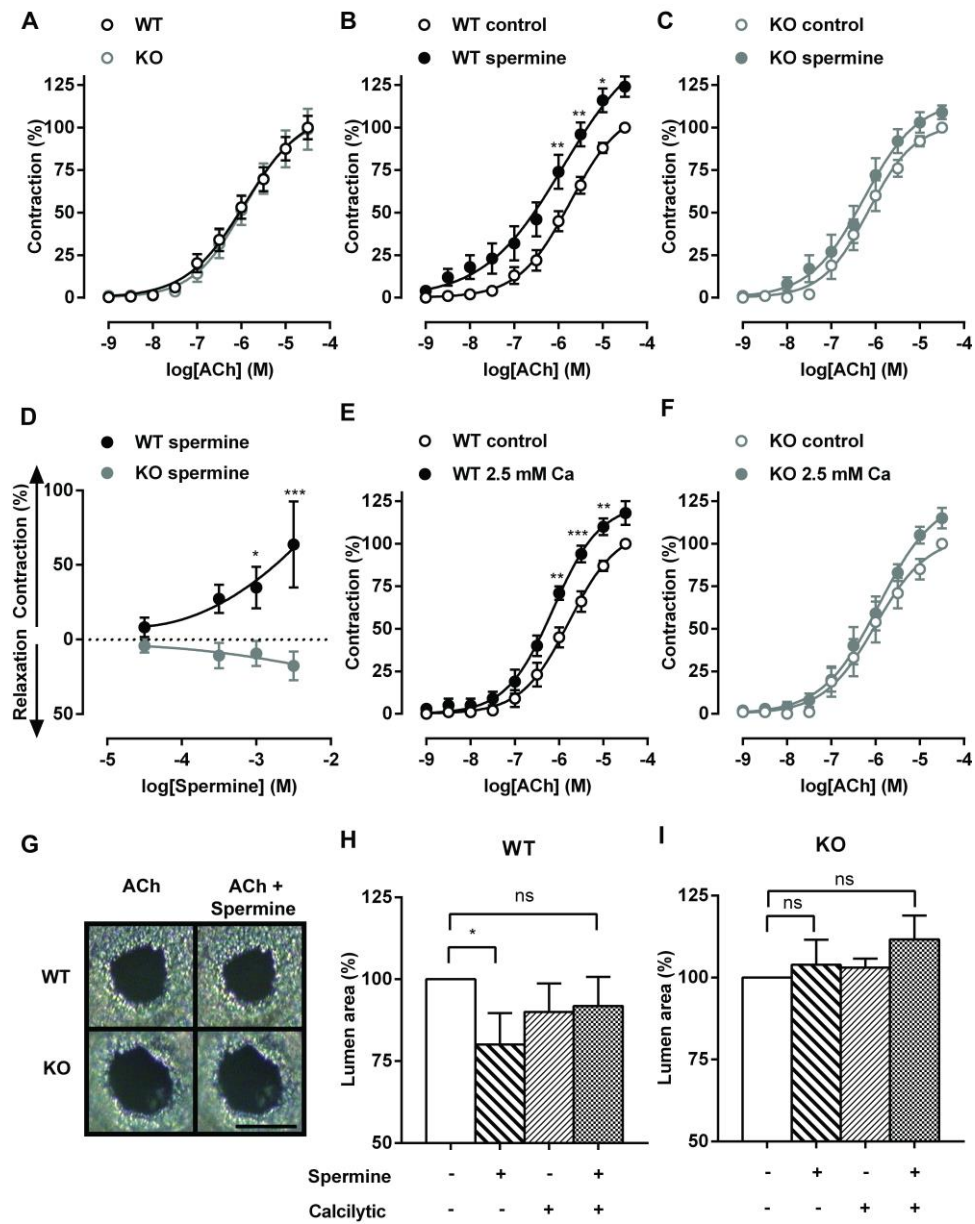 A
WT
KO
Contraction (%)
125
100
75
50
25
0
-9 -8 -7 -6 -5 -4
log[ACh] (M)
B
WT control
WT spermine
Contraction (%)
125
100
75
50
25
0
** ** *
-9 -8 -7 -6 -5 -4
log[ACh] (M)
C
KO control
KO spermine
Contraction (%)
125
100
75
50
25
0
-9 -8 -7 -6 -5 -4
log[ACh] (M)
D
WT spermine
KO spermine
Relaxation Contraction (%)
100
50
0
50
* ***
-5 -4 -3 -2
log[Spermine] (M)
E
WT control
WT 2.5 mM Ca
Contraction (%)
125
100
75
50
25
0
** *** **
-9 -8 -7 -6 -5 -4
log[ACh] (M)
F
KO control
KO 2.5 mM Ca
Contraction (%)
125
100
75
50
25
0
-9 -8 -7 -6 -5 -4
log[ACh] (M)
G
ACh ACh +
Spermine
WT
KO
H
WT
Lumen area (%)
125
100
75
50
ns
*
Spermine - + - +
Calcilytic - - + +
I
KO
Lumen area (%)
125
100
75
50
ns
ns
- + - +
- - + +